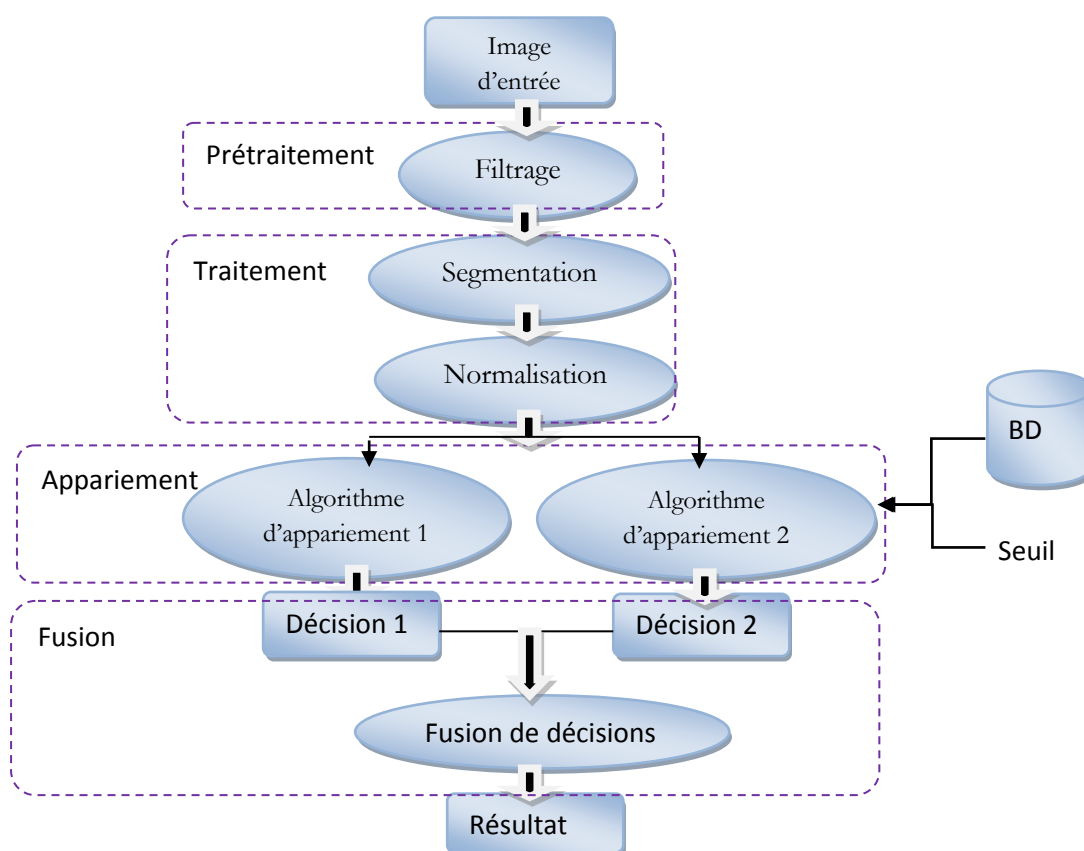 Image
d'entrée
Prétraitement
Filtrage
Traitement
Segmentation
Normalisation
BD
Appariement
Algorithme
d'appariement 1
Algorithme
d'appariement 2
Seuil
Fusion
Décision 1
Décision 2
Fusion de décisions
Résultat